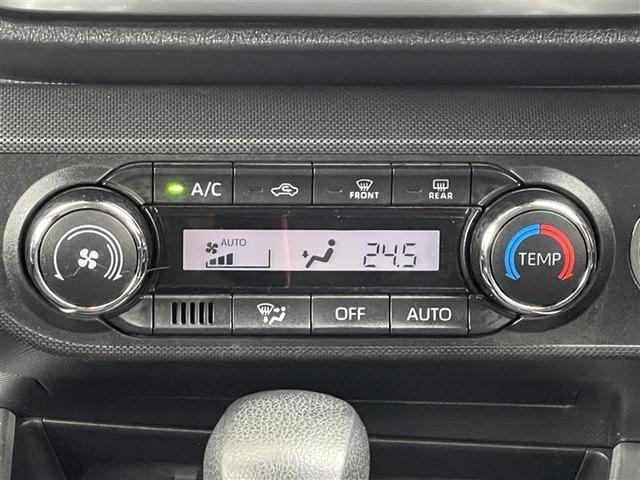 A/C
FRONT
REAR
AUTO
24.5
TEMP
OFF
AUTO